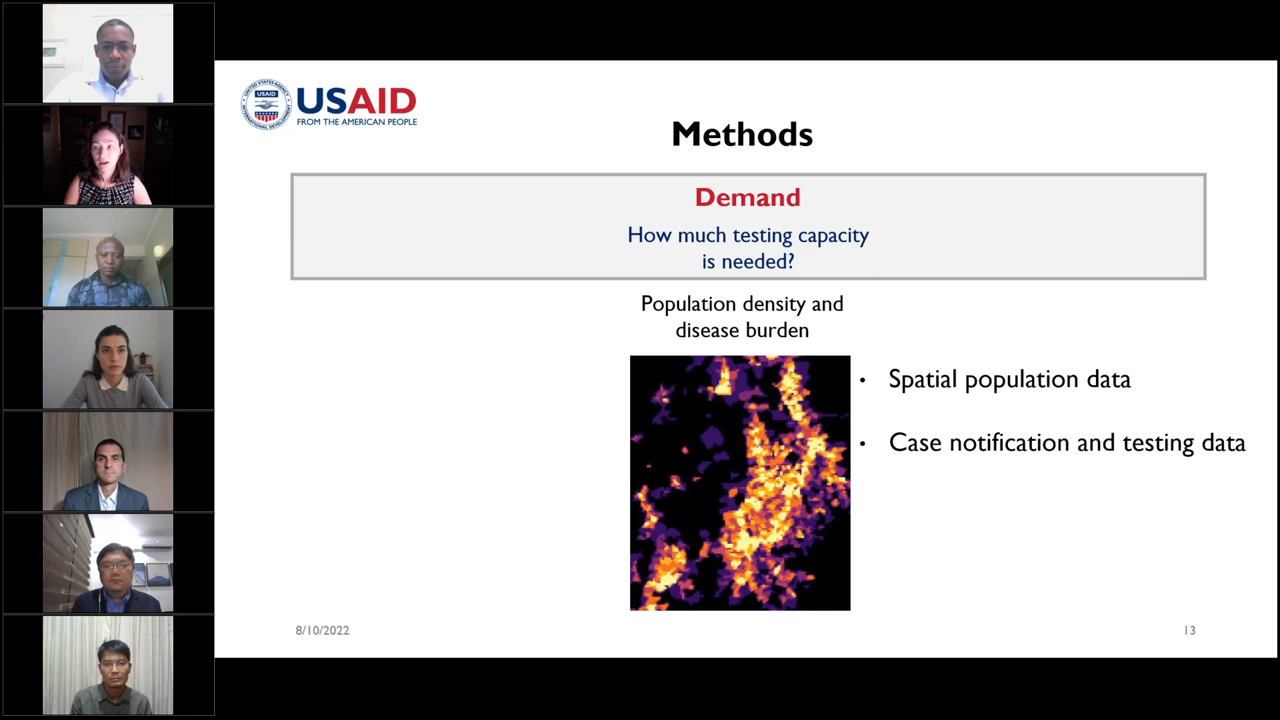 USAID
FROM THE AMERICAN PEOPLE
Methods
Demand
How much testing capacity
is needed?
Population density and
disease burden
• Spatial population data
• Case notification and testing data
8/10/2022
13